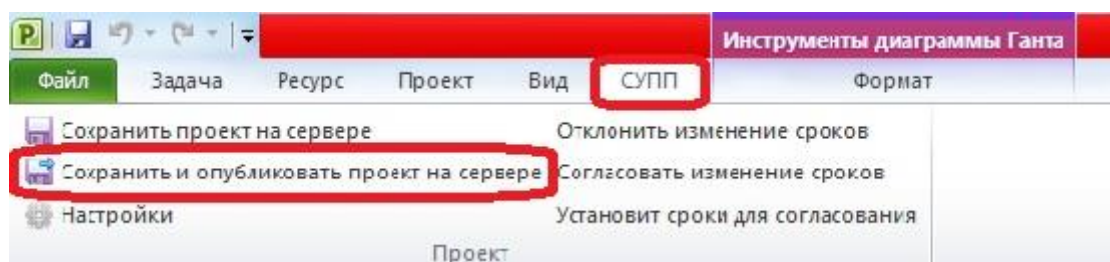 Инструменты диаграммы Ганта
Файл Задача Ресурс Проект Вид СУПП Формат
Сохранить проект на сервере Отклонить изменение сроков
Сохранить и опубликовать проект на сервере Согласовать изменение сроков
Настройки Установит сроки для согласования
Проект